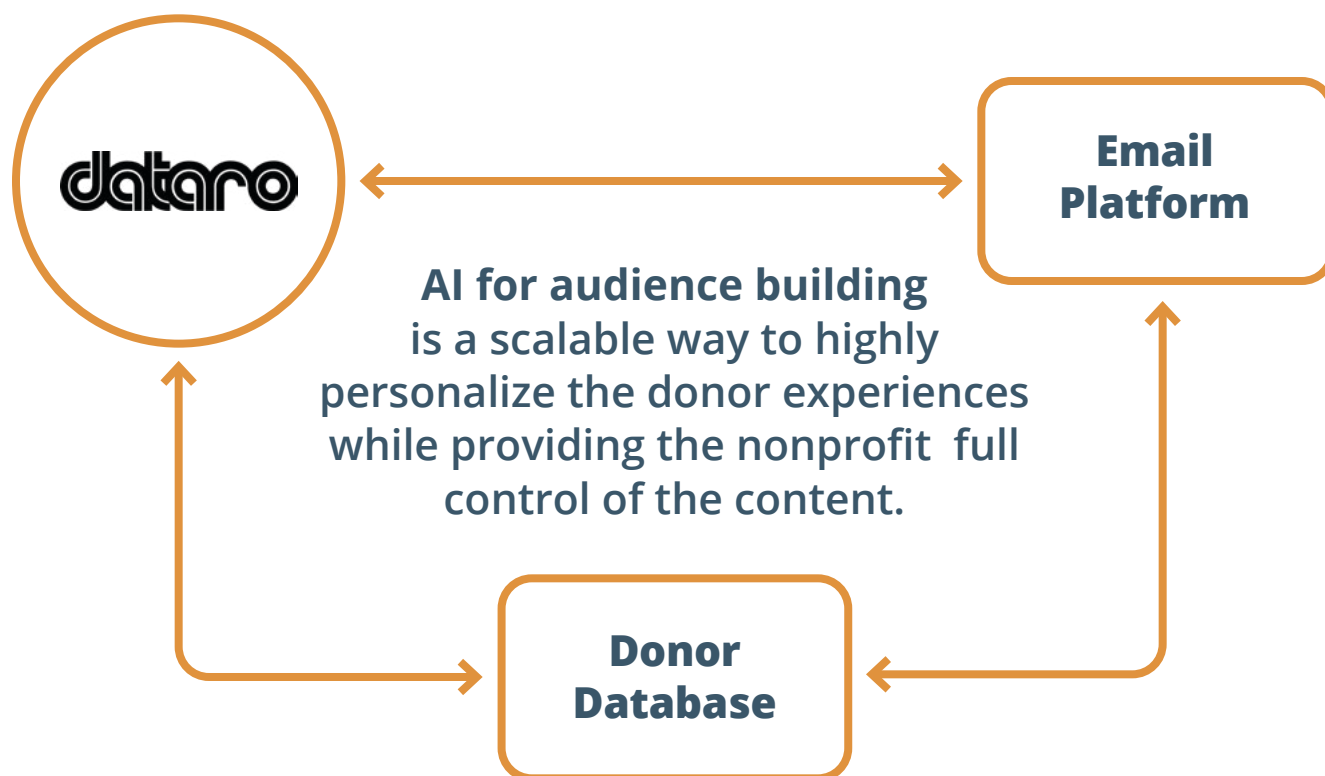 dataro
Email
Platform
AI for audience building
is a scalable way to highly
personalize the donor experiences
while providing the nonprofit  full
control of the content.
Donor
Database